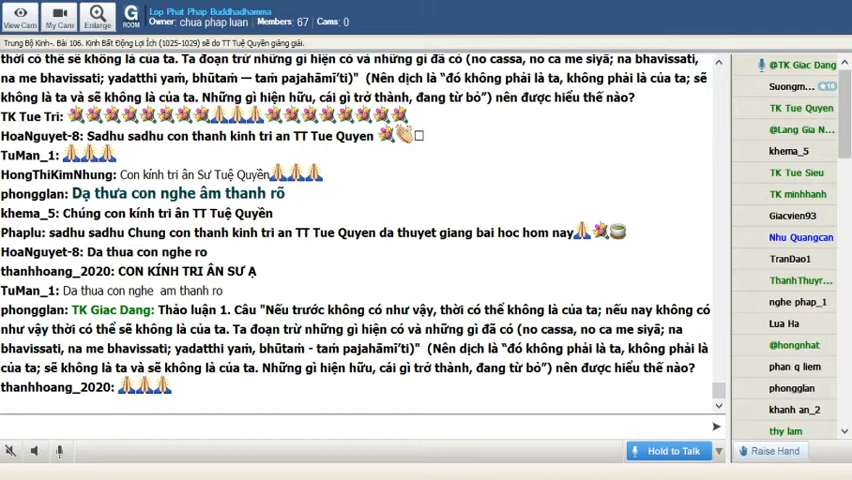 View Cam
My Cam
Enlarge
G
ROOM
Lop Phat Phap Buddhadhamma
Owner: chua phap luan Members: 67 Cams: 0
Trung Bộ Kinh-. Bài 106. Kinh Bất Động Lợi Ích (1025-1029) sẽ do TT Tuệ Quyền giảng giải.
thời có thể sẽ không là của ta. Ta đoạn trừ những gì hiện có và những gì đã có (no cassa, no ca me siyā; na bhavissati,
na me bhavissati; yadatthi yaṁ, bhūtaṁ — taṁ pajahāmī’ti)" (Nên dịch là “đó không phải là ta, không phải là của ta; sẽ
không là ta và sẽ không là của ta. Những gì hiện hữu, cái gì trở thành, đang từ bỏ”) nên được hiểu thế nào?
TK Tue Tri:
HoaNguyet-8: Sadhu sadhu con thanh kinh tri an TT Tue Quyen
TuMan_1:
HongThiKimNhung: Con kính tri ân Sư Tuệ Quyền
phongglan: Dạ thưa con nghe âm thanh rõ
khema_5: Chúng con kính tri ân TT Tuệ Quyền
Phaplu: sadhu sadhu Chung con thanh kinh tri an TT Tue Quyen da thuyet giang bai hoc hom nay
HoaNguyet-8: Da thua con nghe ro
thanhhoang_2020: CON KÍNH TRI ÂN SƯ Ạ
TuMan_1: Da thua con nghe am thanh ro
phongglan: TK Giac Dang: Thảo luận 1. Câu "Nếu trước không có như vậy, thời có thể không là của ta; nếu nay không có
như vậy thời có thể sẽ không là của ta. Ta đoạn trừ những gì hiện có và những gì đã có (no cassa, no ca me siyā; na
bhavissati, na me bhavissati; yadatthi yaṁ, bhūtaṁ - taṁ pajahāmī’ti)" (Nên dịch là “đó không phải là ta, không phải là
của ta; sẽ không là ta và sẽ không là của ta. Những gì hiện hữu, cái gì trở thành, đang từ bỏ”) nên được hiểu thế nào?
thanhhoang_2020:
@TK Giac Dang
Suongm...
10
TK Tue Quyen
@Lang Gia N...
khema_5
TK Tue Sieu
TK minhhanh
Giacvien93
Nhu Quangcan
TranDao1
ThanhThuyr...
nghe phap_1
Lua Ha
@hongnhat
phan q liem
phongglan
khanh an_2
thy lam
Hold to Talk
Raise Hand